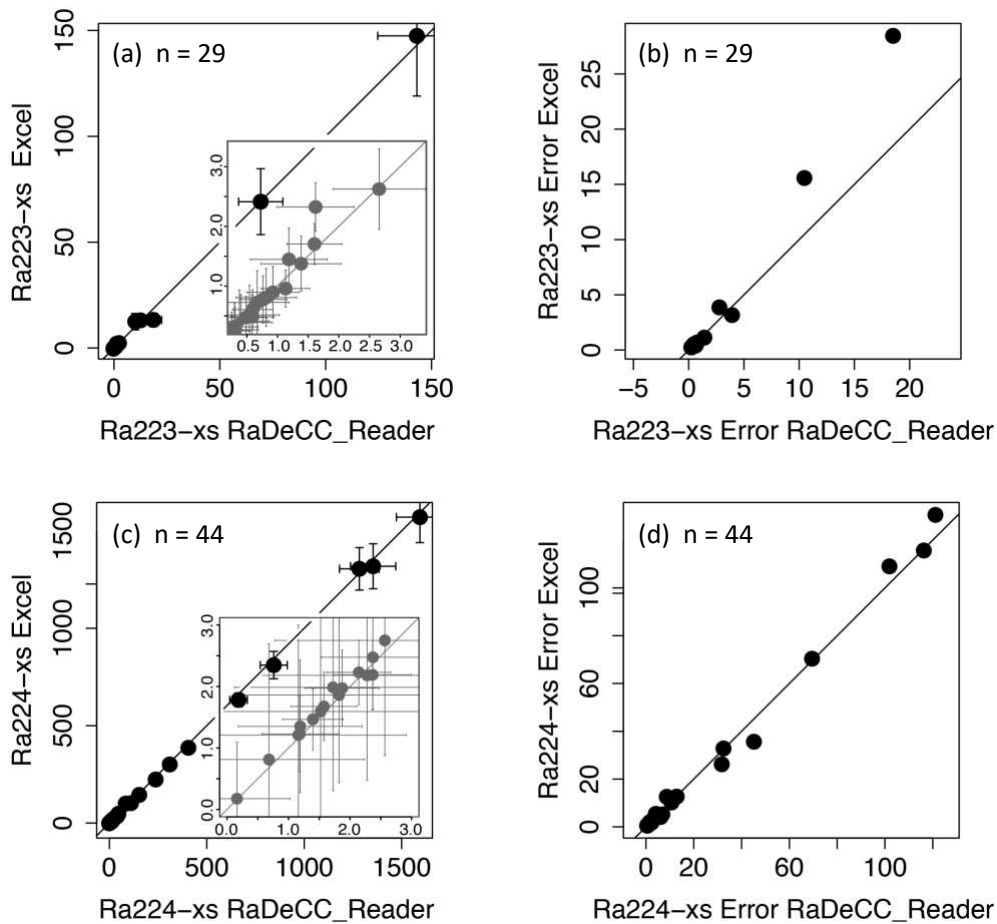 (a) n = 29
Ra223−xs Excel
150
100
50
0
3.0
2.0
1.0
0.5 1.0 1.5 2.0 2.5 3.0
0 50 100 150
Ra223−xs RaDeCC_Reader
(b) n = 29
Ra223−xs Error Excel
25
20
15
10
5
0
−5 0 5 10 15 20
Ra223−xs Error RaDeCC_Reader
(c) n = 44
Ra224−xs Excel
1500
1000
500
0
3.0
2.0
1.0
0.0
0.0 1.0 2.0 3.0
0 500 1000 1500
Ra224−xs RaDeCC_Reader
(d) n = 44
Ra224−xs Error Excel
100
60
20
0
0 20 60 100
Ra224−xs Error RaDeCC_Reader